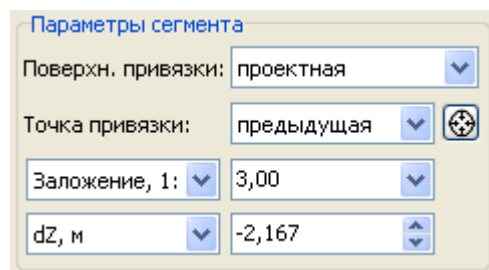 Параметры сегмента
Поверхн. привязки: проектная
Точка привязки: предыдущая
Заложение, 1: 3,00
dZ, м -2,167